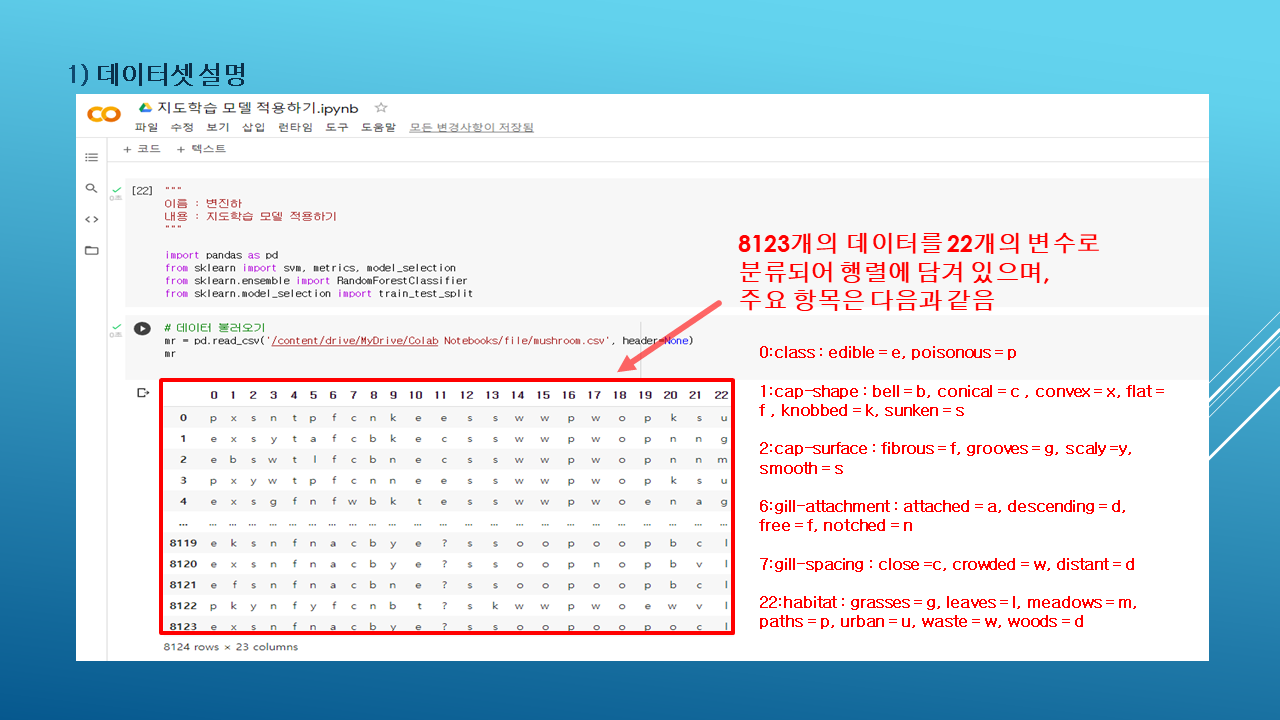 1) 데이터셋 설명
지도학습 모델 적용하기.ipynb
파일 수정 보기 삽입 런타임 도구 도움말 모든 변경사항이 저장됨
+ 코드 + 텍스트
[22] """
0초
이름 : 변진하
내용 : 지도학습 모델 적용하기
"""
import pandas as pd
from sklearn import svm, metrics, model_selection
from sklearn.ensemble import RandomForestClassifier
from sklearn.model_selection import train_test_split
0초
# 데이터 불러오기
mr = pd.read_csv('/content/drive/MyDrive/Colab Notebooks/file/mushroom.csv', header=None)
mr
0 1 2 3 4 5 6 7 8 9 10 11 12 13 14 15 16 17 18 19 20 21 22
0 p x s n t p f c n k e e s s w w p w o p k s u
1 e x s y t a f c b k e c s s w w p w o p n n g
2 e b s w t l f c b n e c s s w w p w o p n n m
3 p x y w t p f c n n e e s s w w p w o p k s u
4 e x s g f n f w b k t e s s w w p w o e n a g
... ... ... ... ... ... ... ... ... ... ... ... ... ... ... ... ... ... ... ... ... ... ... ...
8119 e k s n f n a c b y e ? s s o o p o o p b c l
8120 e x s n f n a c b y e ? s s o o p n o p b v l
8121 e f s n f n a c b n e ? s s o o p o o p b c l
8122 p k y n f y f c n b t ? s k w w p w o e w v l
8123 e x s n f n a c b y e ? s s o o p o o p o c l
8124 rows × 23 columns
8123개의 데이터를 22개의 변수로
분류되어 행렬에 담겨 있으며,
주요 항목은 다음과 같음
0:class : edible = e, poisonous = p
1:cap-shape : bell = b, conical = c , convex = x, flat =
f , knobbed = k, sunken = s
2:cap-surface : fibrous = f, grooves = g, scaly =y,
smooth = s
6:gill-attachment : attached = a, descending = d,
free = f, notched = n
7:gill-spacing : close =c, crowded = w, distant = d
22:habitat : grasses = g, leaves = l, meadows = m,
paths = p, urban = u, waste = w, woods = d